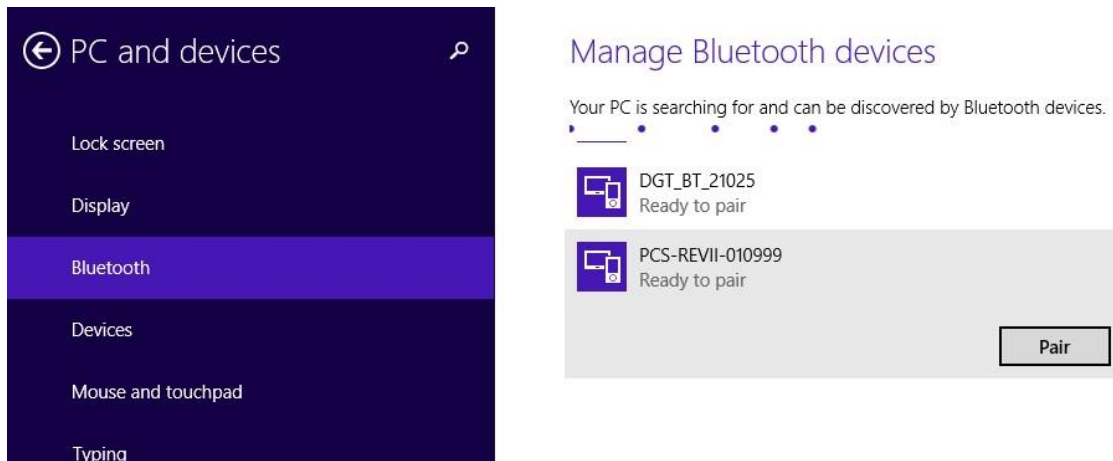 PC and devices
Lock screen
Display
Bluetooth
Devices
Mouse and touchpad
Typing
Manage Bluetooth devices
Your PC is searching for and can be discovered by Bluetooth devices.
DGT_BT_21025
Ready to pair
PCS-REVII-010999
Ready to pair
Pair